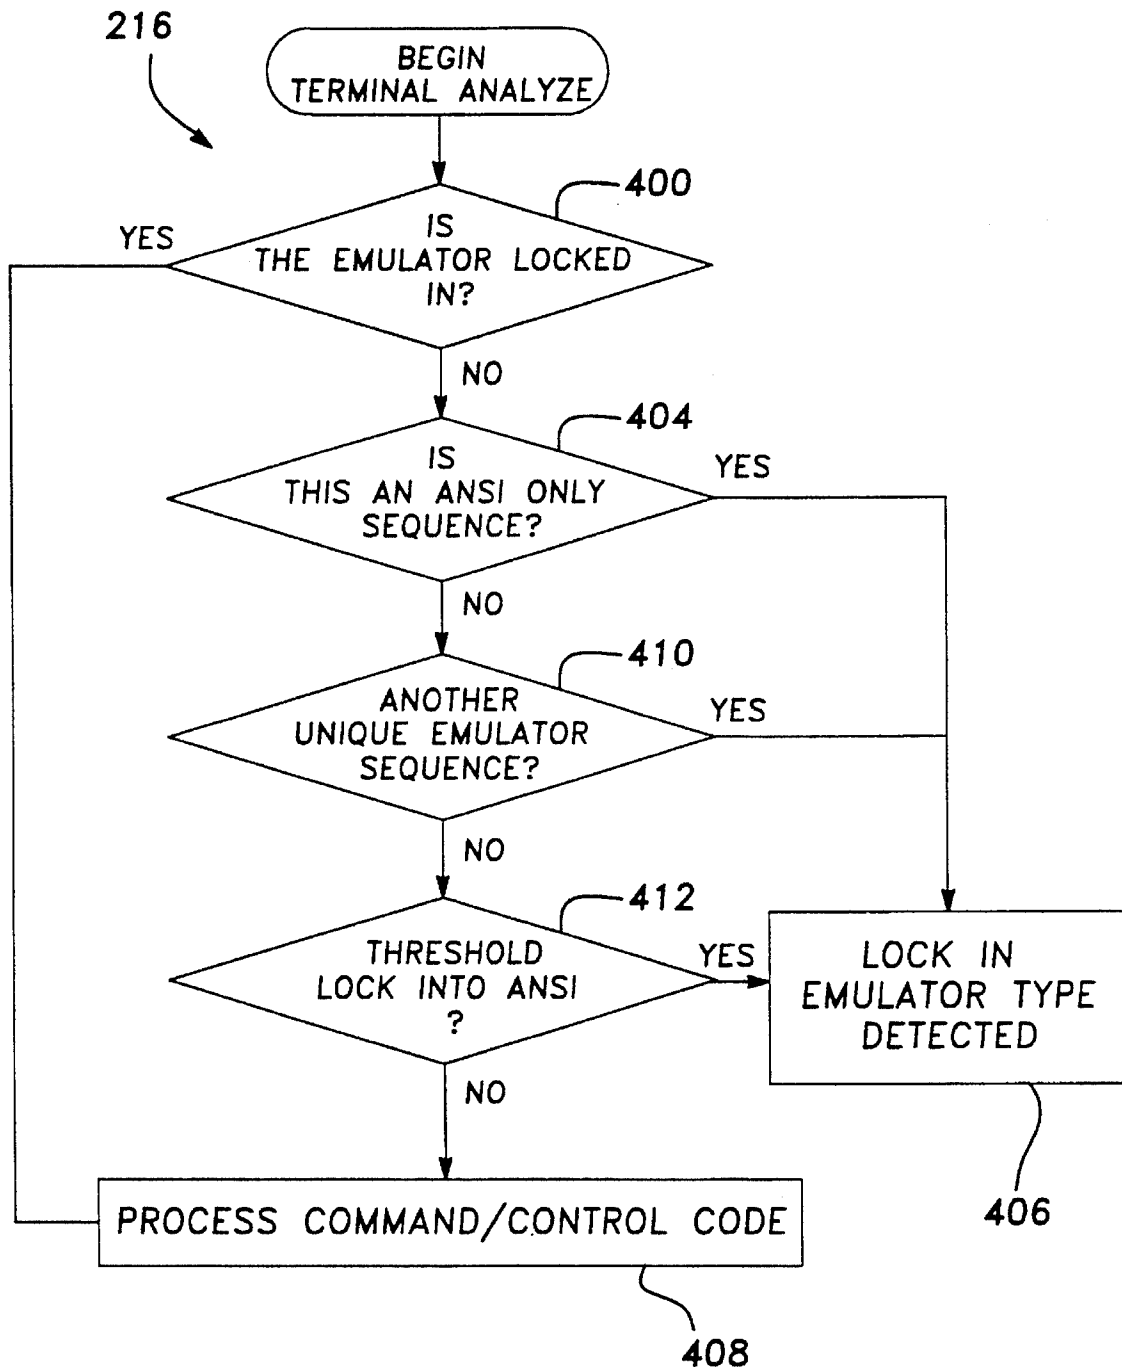 216
BEGIN
TERMINAL ANALYZE
400
YES
IS
THE EMULATOR LOCKED
IN?
NO
404
IS
THIS AN ANSI ONLY
SEQUENCE?
YES
NO
410
ANOTHER
UNIQUE EMULATOR
SEQUENCE?
YES
NO
412
THRESHOLD
LOCK INTO ANSI
?
YES
LOCK IN
EMULATOR TYPE
DETECTED
NO
406
PROCESS COMMAND/CONTROL CODE
408